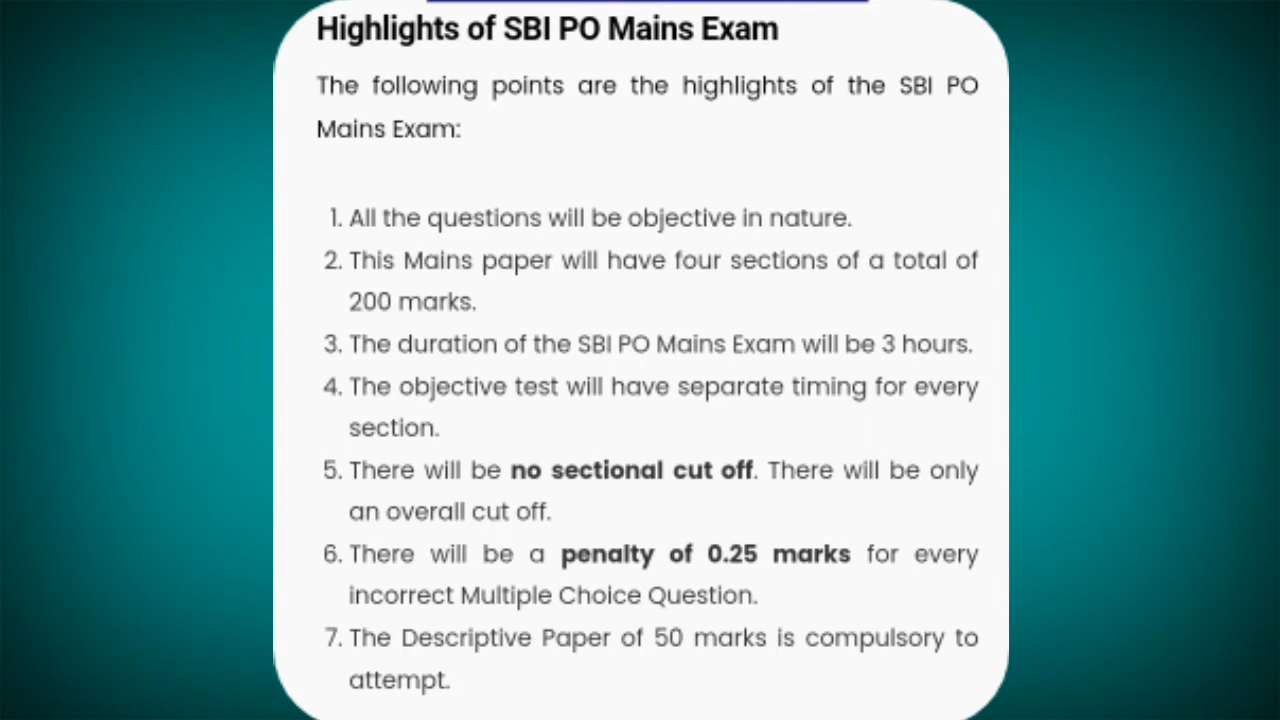 Highlights of SBI PO Mains Exam
The following points are the highlights of the SBI PO
Mains Exam:
1. All the questions will be objective in nature.
2. This Mains paper will have four sections of a total of
200 marks.
3. The duration of the SBI PO Mains Exam will be 3 hours.
4. The objective test will have separate timing for every
section.
5. There will be no sectional cut off. There will be only
an overall cut off.
6. There will be a penalty of 0.25 marks for every
incorrect Multiple Choice Question.
7. The Descriptive Paper of 50 marks is compulsory to
attempt.